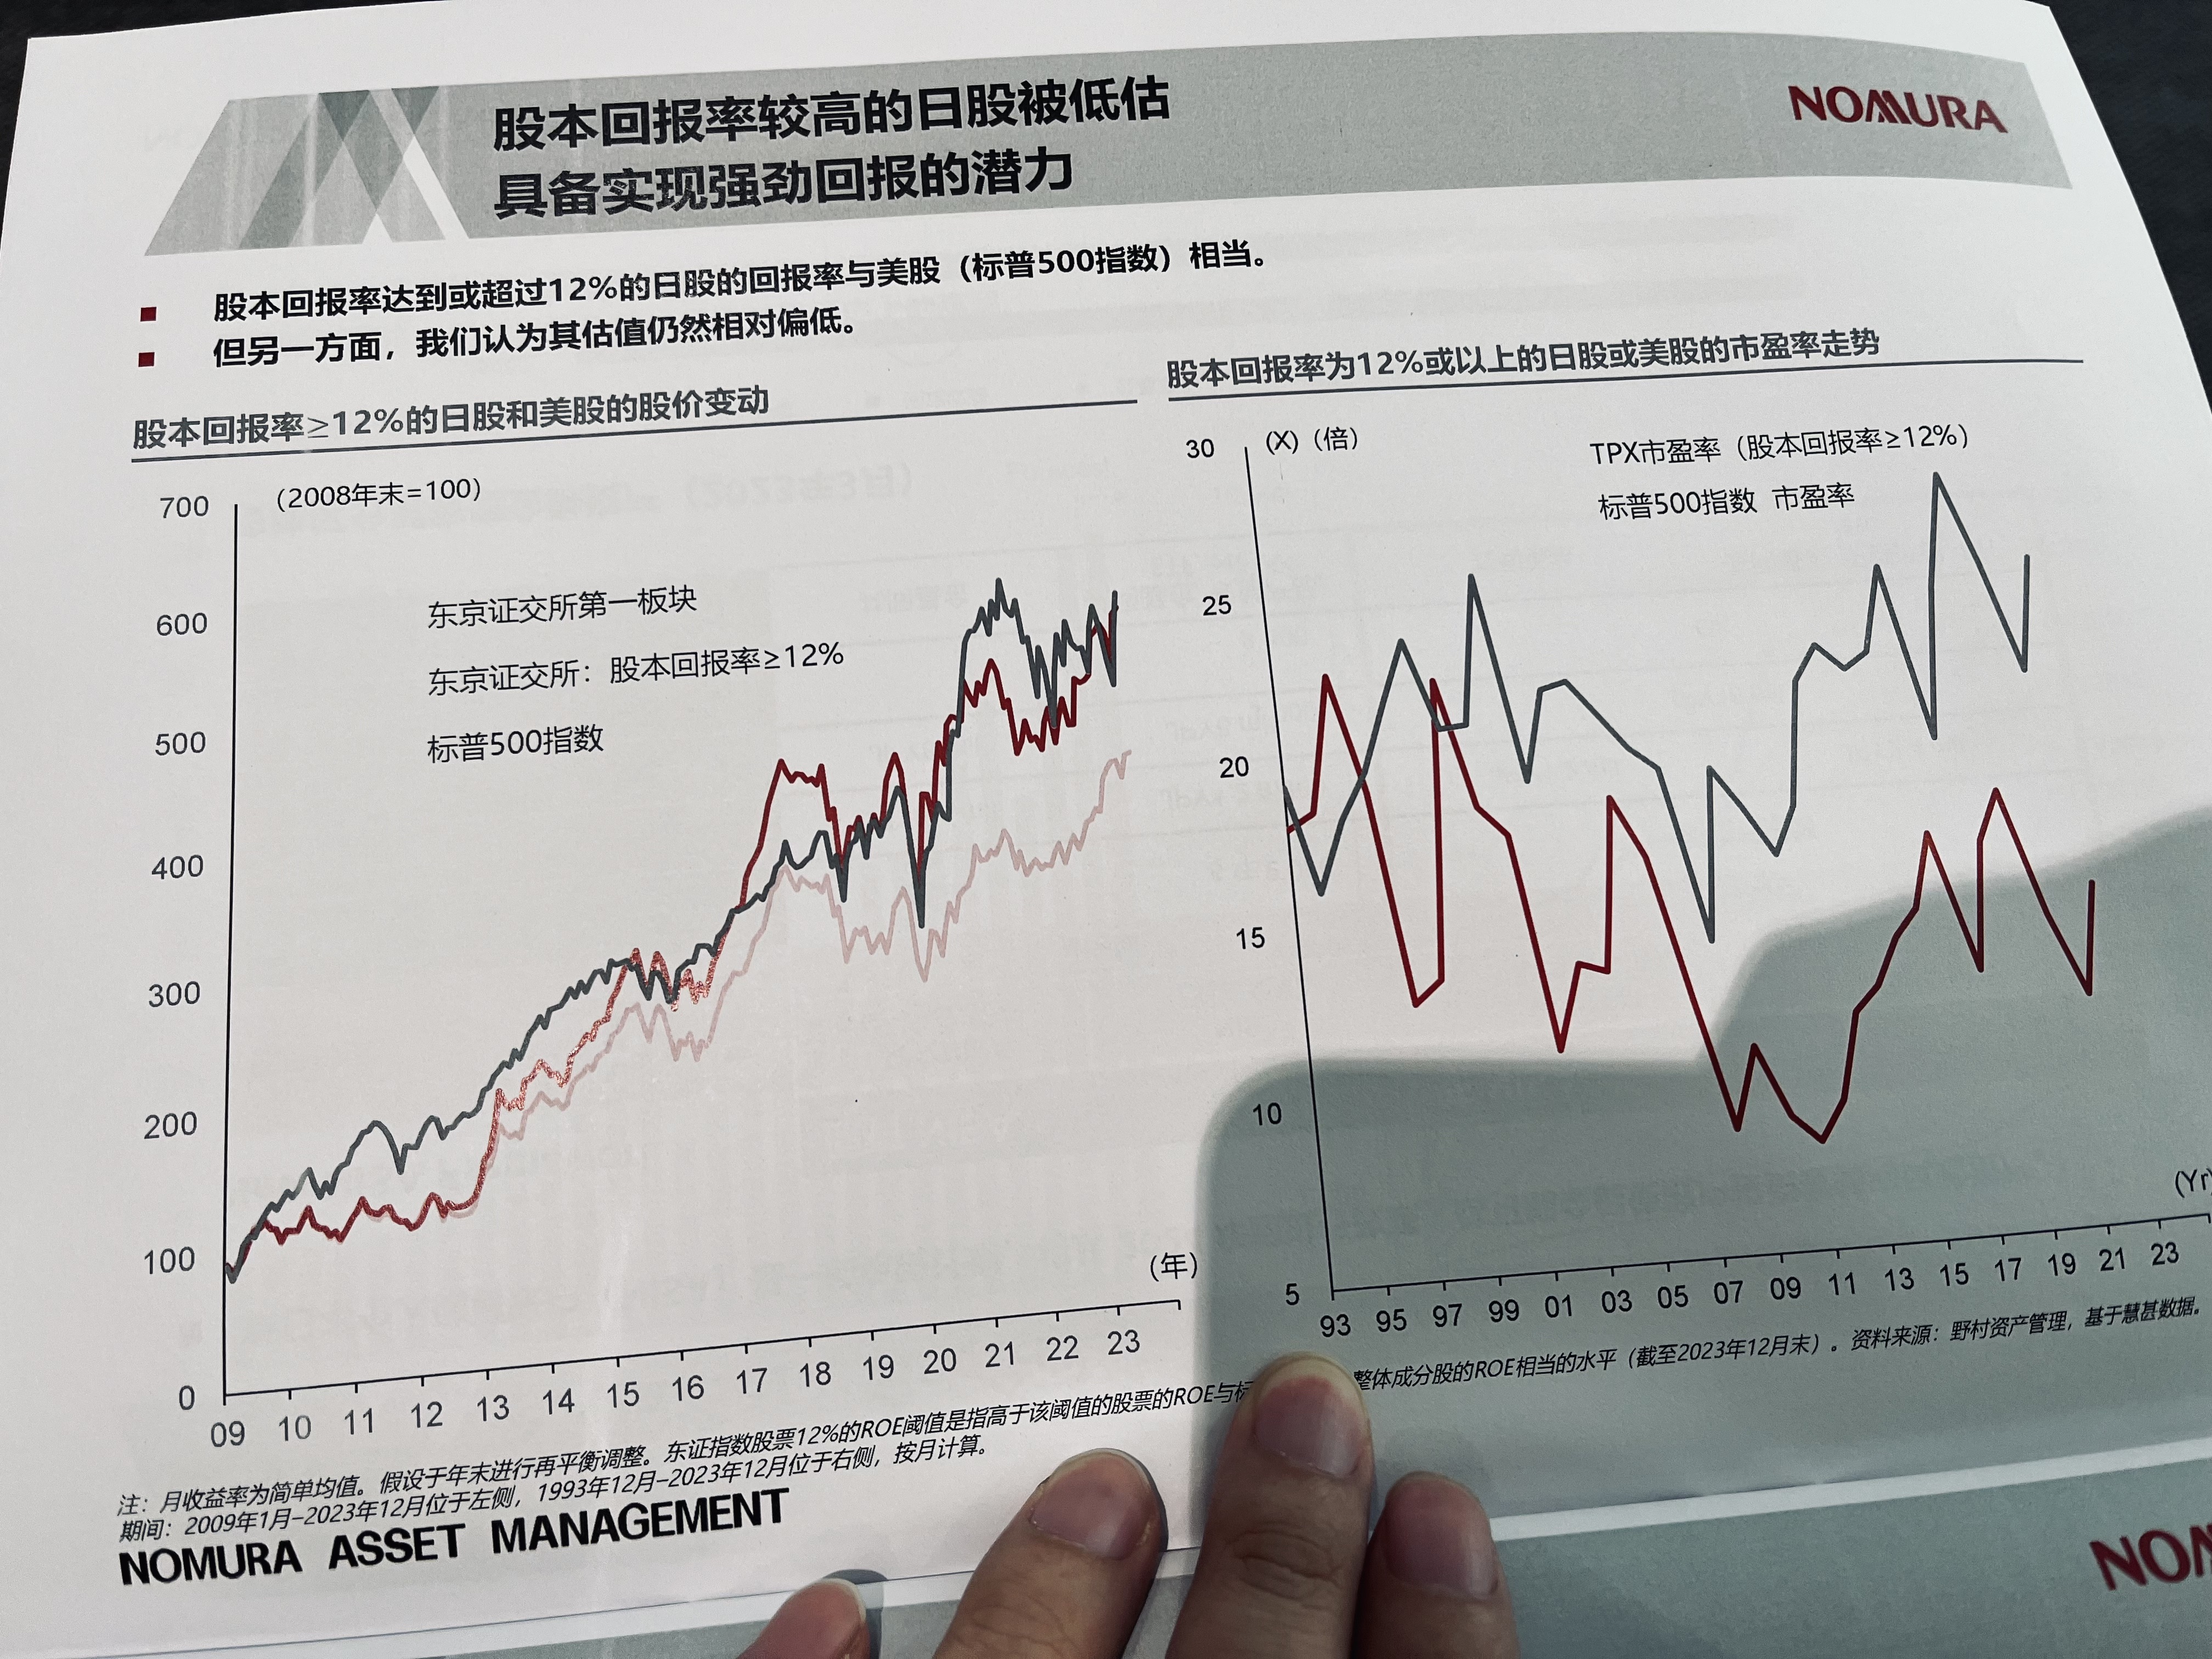 股本回报率较高的日股被低估
具备实现强劲回报的潜力
NOMURA
股本回报率达到或超过12%的日股的回报率与美股（标普500指数）相当。
但另一方面，我们认为其估值仍然相对偏低。
股本回报率≥12%的日股和美股的股价变动
(2008年末=100)
700
600
500
400
300
200
100
0
东京证交所第一板块
东京证交所：股本回报率≥12%
标普500指数
(年)
09 10 11 12 13 14 15 16 17 18 19 20 21 22 23
股本回报率为12%或以上的日股或美股的市盈率走势
(X)（倍）
30
25
20
15
10
5
TPX市盈率（股本回报率≥12%）
标普500指数 市盈率
(Yr
93 95 97 99 01 03 05 07 09 11 13 15 17 19 21 23
注：月收益率为简单均值。假设于年末进行再平衡调整。东证指数股票12%的ROE阈值是指高于该阈值的股票的ROE与标 整体成分股的ROE相当的水平（截至2023年12月末）。资料来源：野村资产管理，基于慧甚数据。
期间：2009年1月–2023年12月位于左侧，1993年12月–2023年12月位于右侧，按月计算。
NOMURA ASSET MANAGEMENT